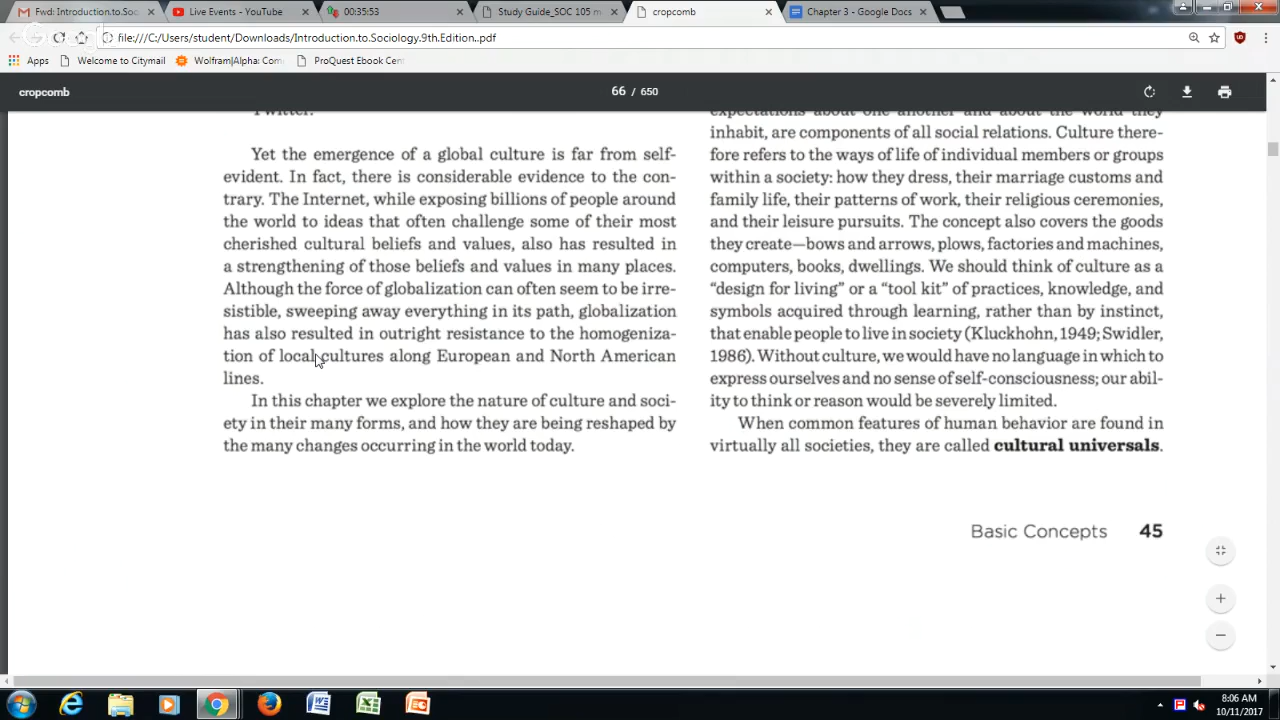 Fwd: Introduction.to.Soc
Live Events - YouTube
00:35:53
Study Guide_SOC 105 m
cropcomb
Chapter 3 - Google Docs
file:///C:/Users/student/Downloads/Introduction.to.Sociology.9th.Edition..pdf
Apps
Welcome to Citymail
Wolfram|Alpha: Com
ProQuest Ebook Cen
cropcomb
66 / 650
Twitter.
Yet the emergence of a global culture is far from self-
evident. In fact, there is considerable evidence to the con-
trary. The Internet, while exposing billions of people around
the world to ideas that often challenge some of their most
cherished cultural beliefs and values, also has resulted in
a strengthening of those beliefs and values in many places.
Although the force of globalization can often seem to be irre-
sistible, sweeping away everything in its path, globalization
has also resulted in outright resistance to the homogeniza-
tion of local cultures along European and North American
lines.
In this chapter we explore the nature of culture and soci-
ety in their many forms, and how they are being reshaped by
the many changes occurring in the world today.
expectations about one another and about the world they
inhabit, are components of all social relations. Culture there-
fore refers to the ways of life of individual members or groups
within a society: how they dress, their marriage customs and
family life, their patterns of work, their religious ceremonies,
and their leisure pursuits. The concept also covers the goods
they create—bows and arrows, plows, factories and machines,
computers, books, dwellings. We should think of culture as a
“design for living” or a “tool kit” of practices, knowledge, and
symbols acquired through learning, rather than by instinct,
that enable people to live in society (Kluckhohn, 1949; Swidler,
1986). Without culture, we would have no language in which to
express ourselves and no sense of self-consciousness; our abil-
ity to think or reason would be severely limited.
When common features of human behavior are found in
virtually all societies, they are called cultural universals.
Basic Concepts 45
8:06 AM
10/11/2017